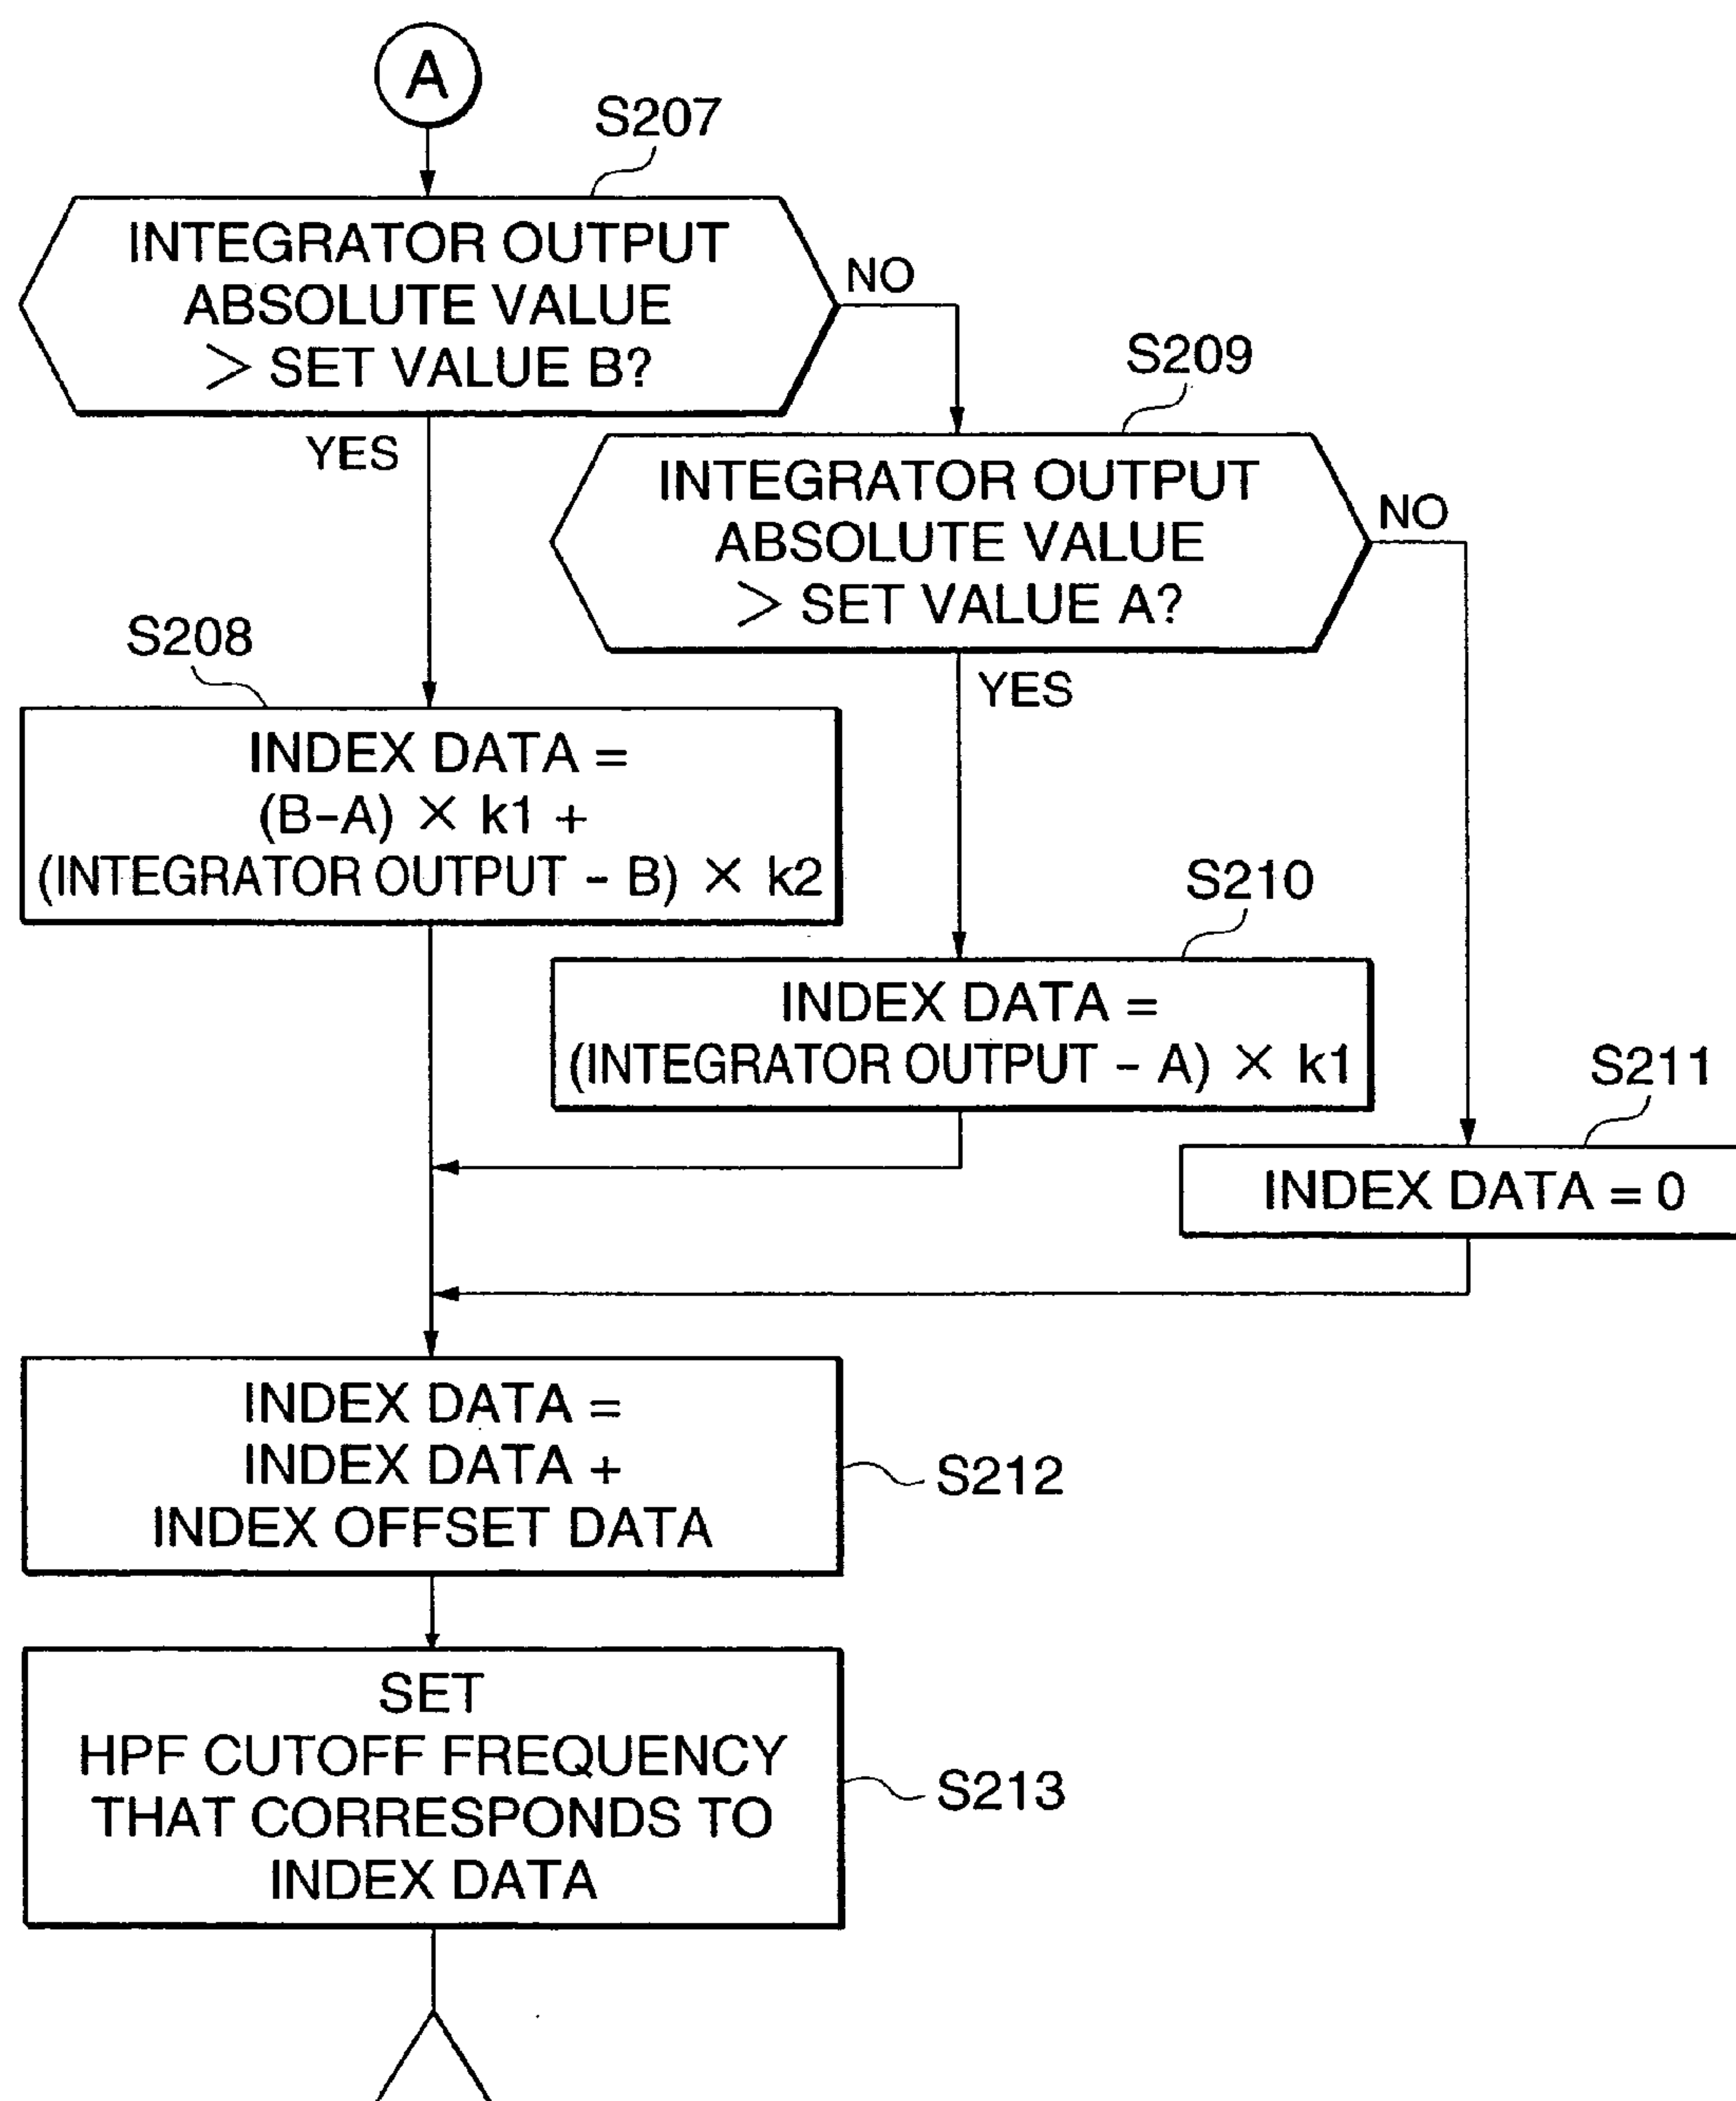 A
S207
INTEGRATOR OUTPUT
ABSOLUTE VALUE
> SET VALUE B?
NO
YES
S209
INTEGRATOR OUTPUT
ABSOLUTE VALUE
> SET VALUE A?
NO
YES
S208
INDEX DATA =
(B-A) × k1 +
(INTEGRATOR OUTPUT - B) × k2
S210
INDEX DATA =
(INTEGRATOR OUTPUT - A) × k1
S211
INDEX DATA = 0
INDEX DATA =
INDEX DATA +
INDEX OFFSET DATA
S212
SET
HPF CUTOFF FREQUENCY
THAT CORRESPONDS TO
INDEX DATA
S213